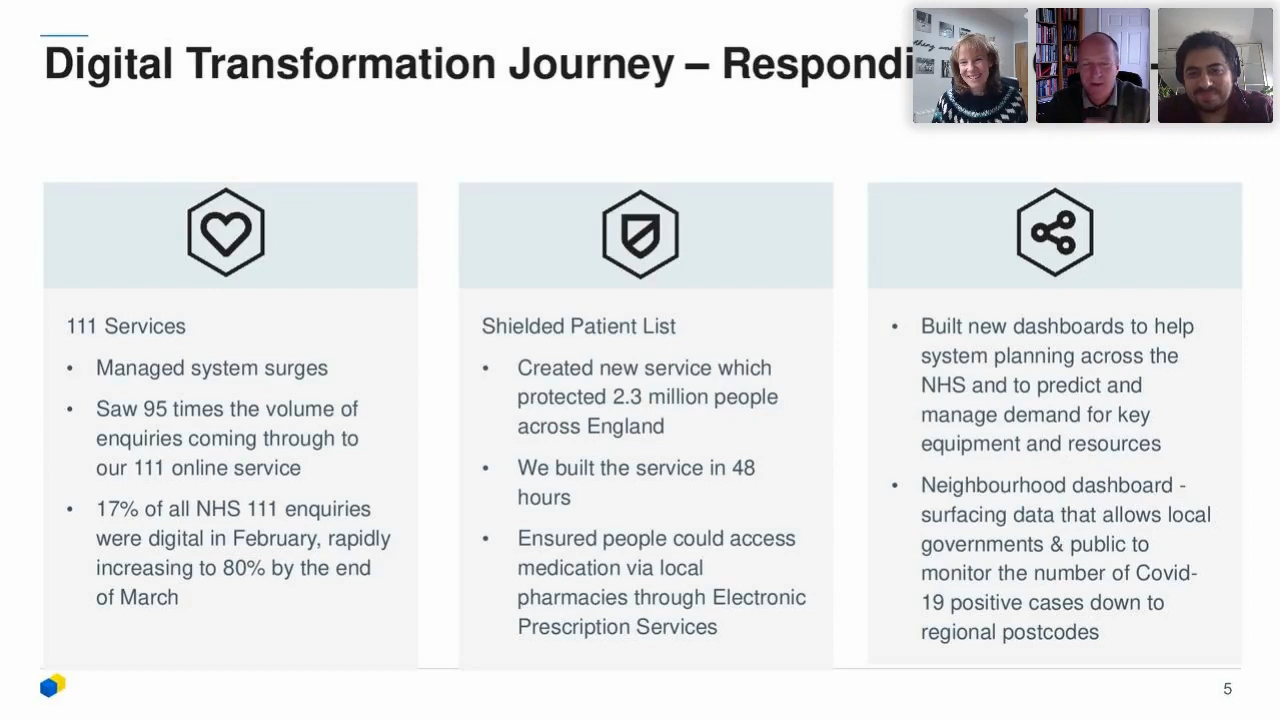 Digital Transformation Journey – Respondi
111 Services
• Managed system surges
• Saw 95 times the volume of
enquiries coming through to
our 111 online service
• 17% of all NHS 111 enquiries
were digital in February, rapidly
increasing to 80% by the end
of March
Shielded Patient List
• Created new service which
protected 2.3 million people
across England
• We built the service in 48
hours
• Ensured people could access
medication via local
pharmacies through Electronic
Prescription Services
• Built new dashboards to help
system planning across the
NHS and to predict and
manage demand for key
equipment and resources
• Neighbourhood dashboard -
surfacing data that allows local
governments & public to
monitor the number of Covid-
19 positive cases down to
regional postcodes
5